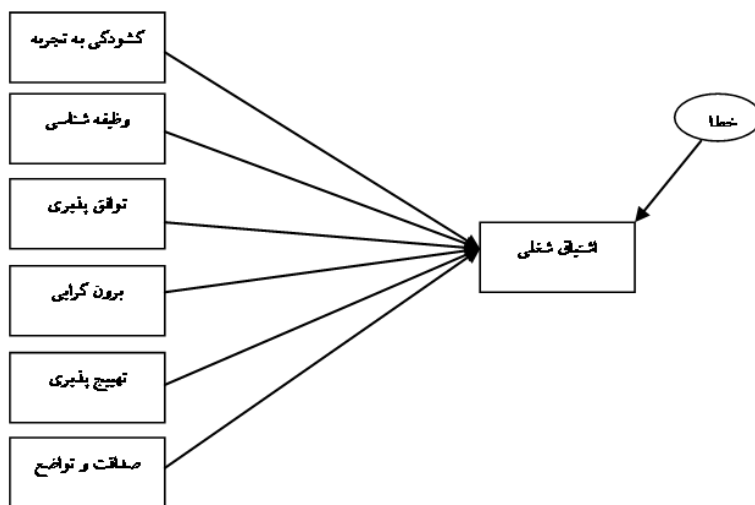 گشودگی به تجربه
وظیفه شناسی
توافق پذیری
برون گرایی
تهییج پذیری
صداقت و تواضع
اشتیاق شغلی
خطا